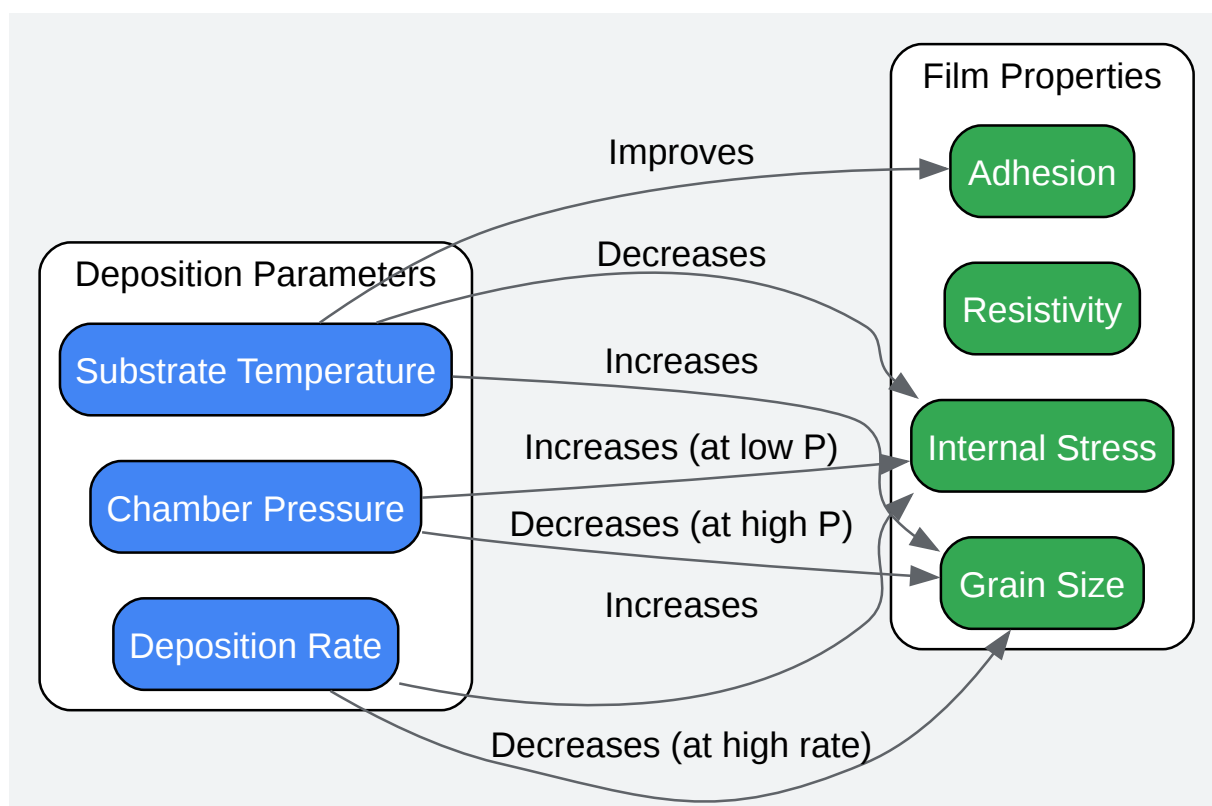 Film Properties
Improves
Adhesion
Decreases
Deposition Parameters
Resistivity
Substrate Temperature
Increases
Internal Stress
Increases (at low P)
Chamber Pressure
Decreases (at high P)
Grain Size
Increases
Deposition Rate
Decreases (at high rate)